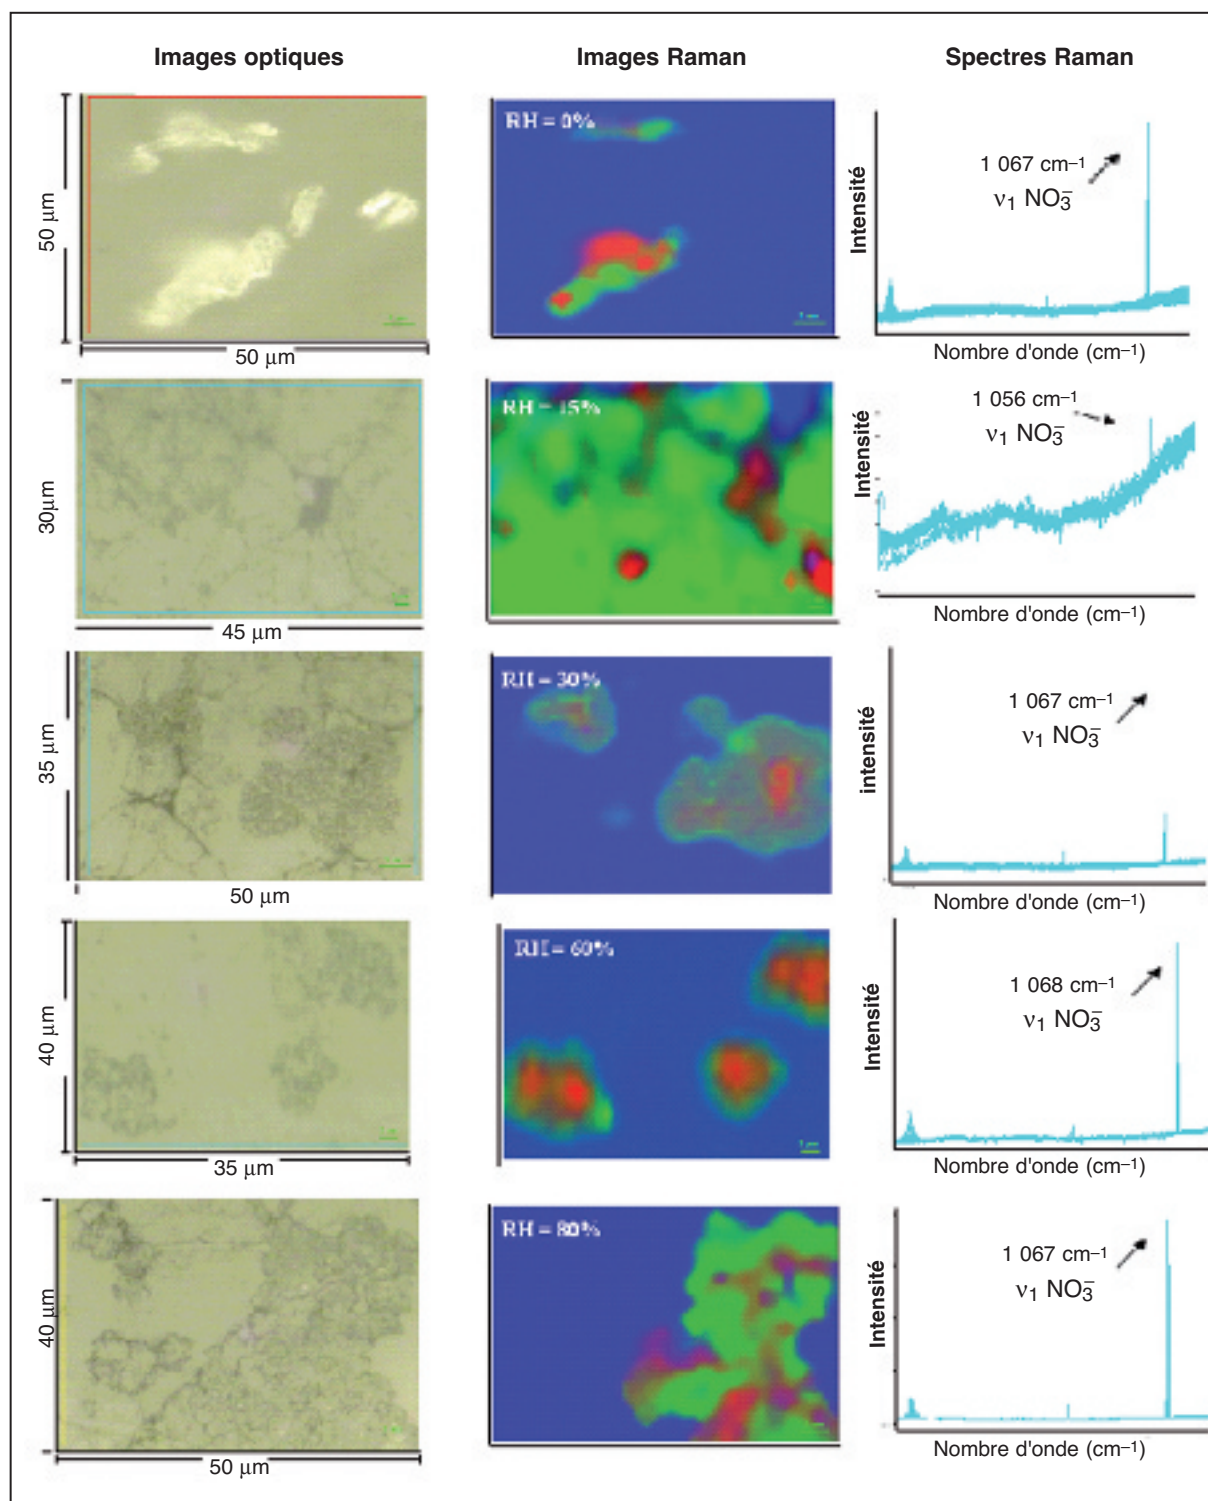 Images optiques
Images Raman
Spectres Raman
50 µm
50 µm
RH = 0%
Intensité
1 067 cm⁻¹
ν₁ NO₃⁻
Nombre d'onde (cm⁻¹)
30µm
45 µm
RH = 15%
Intensité
1 056 cm⁻¹
ν₁ NO₃⁻
Nombre d'onde (cm⁻¹)
35 µm
50 µm
RH = 30%
intensité
1 067 cm⁻¹
ν₁ NO₃⁻
Nombre d'onde (cm⁻¹)
40 µm
35 µm
RH = 60%
Intensité
1 068 cm⁻¹
ν₁ NO₃⁻
Nombre d'onde (cm⁻¹)
40 µm
50 µm
RH = 80%
Intensité
1 067 cm⁻¹
ν₁ NO₃⁻
Nombre d'onde (cm⁻¹)